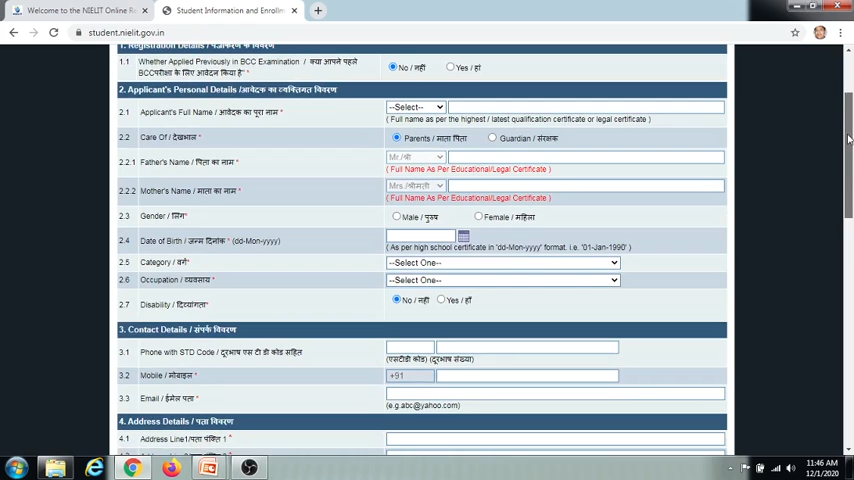 Welcome to the NIELIT Online Re
Student Information and Enrollm
student.nielit.gov.in
1. Registration Details / पंजीकरण के विवरण
1.1 Whether Applied Previously in BCC Examination / क्या आपने पहले
BCCपरीक्षा के लिए आवेदन किया है" *
No / नहीं Yes / हां
2. Applicant's Personal Details /आवेदक का व्यक्तिगत विवरण
2.1 Applicant's Full Name / आवेदक का पूरा नाम *
--Select--
( Full name as per the highest / latest qualification certificate or legal certificate )
2.2 Care Of / देखभाल *
Parents / माता पिता Guardian / संरक्षक
2.2.1 Father's Name / पिता का नाम *
Mr./श्री
( Full Name As Per Educational/Legal Certificate )
2.2.2 Mother's Name / माता का नाम *
Mrs./श्रीमती
( Full Name As Per Educational/Legal Certificate )
2.3 Gender / लिंग*
Male / पुरुष Female / महिला
2.4 Date of Birth / जन्म दिनांक * (dd-Mon-yyyy)
( As per high school certificate in 'dd-Mon-yyyy' format. i.e. '01-Jan-1990' )
2.5 Category / वर्ग*
--Select One--
2.6 Occupation / व्यवसाय *
--Select One--
2.7 Disability / दिव्यांगता*
No / नहीं Yes / हाँ
3. Contact Details / संपर्क विवरण
3.1 Phone with STD Code / दूरभाष एस टी डी कोड सहित
(एसटीडी कोड) (दूरभाष संख्या)
3.2 Mobile / मोबाइल *
+91
3.3 Email / ईमेल पता *
(e.g.abc@yahoo.com)
4. Address Details / पता विवरण
4.1 Address Line1/पता पंक्ति 1 *
11:46 AM
12/1/2020